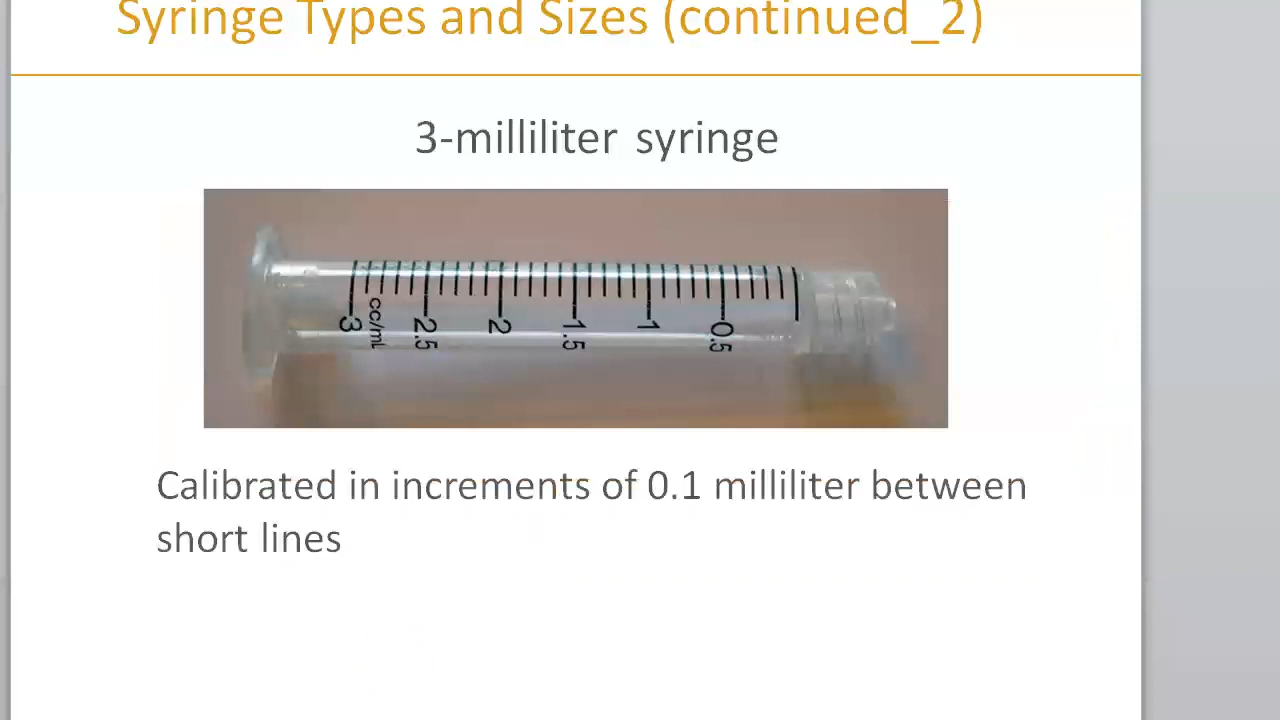 Syringe Types and Sizes (continued_2)
3-milliliter syringe
3
cc/mL
2.5
2
1.5
1
0.5
Calibrated in increments of 0.1 milliliter between
short lines